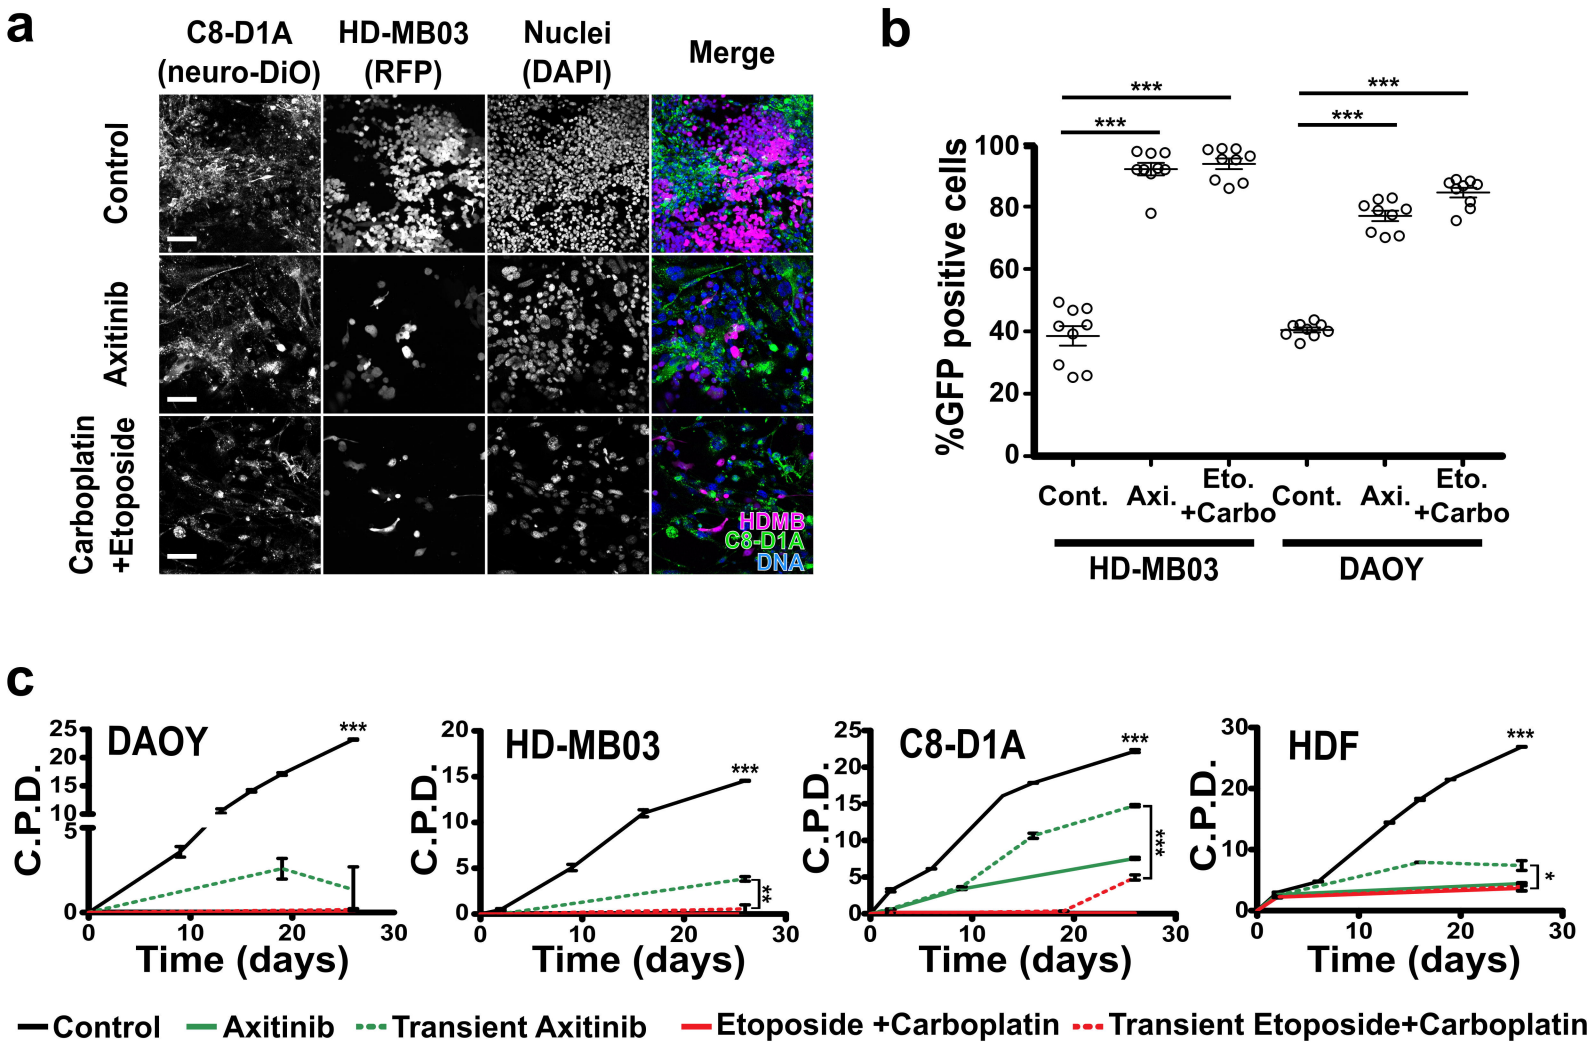 a
C8-D1A
(neuro-DiO)
HD-MB03
(RFP)
Nuclei
(DAPI)
Merge
Control
Axitinib
Carboplatin
+Etoposide
HDMB
C8-D1A
DNA
b
%GFP positive cells
100
80
60
40
20
0
***
***
***
***
Cont.
Axi.
Eto.
+Carbo
Cont.
Axi.
Eto.
+Carbo
HD-MB03
DAOY
c
DAOY
C.P.D.
25
20
15
10
5
0
***
0 10 20 30
Time (days)
HD-MB03
C.P.D.
20
15
10
5
0
***
**
0 10 20 30
Time (days)
C8-D1A
C.P.D.
25
20
15
10
5
0
***
***
0 10 20 30
Time (days)
HDF
C.P.D.
30
20
10
0
***
*
0 10 20 30
Time (days)
Control Axitinib Transient Axitinib Etoposide +Carboplatin Transient Etoposide+Carboplatin